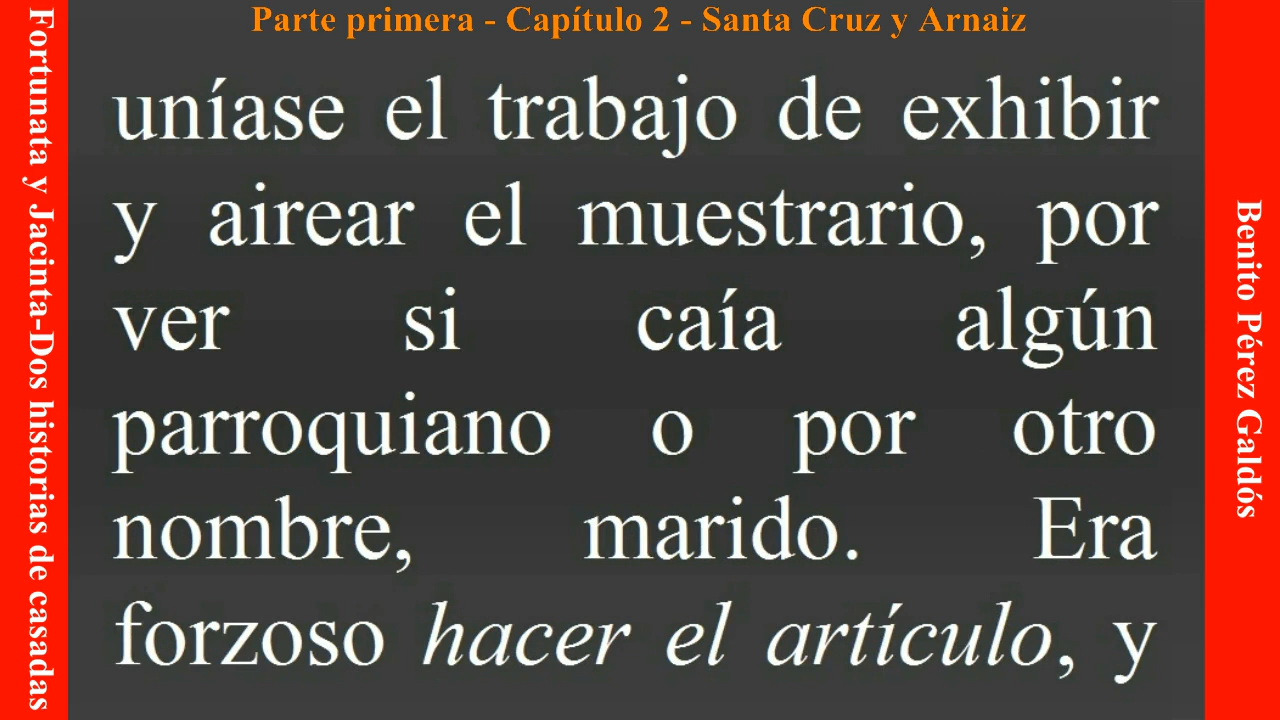 Parte primera - Capítulo 2 - Santa Cruz y Arnaiz
Fortunata y Jacinta-Dos historias de casadas
uníase el trabajo de exhibir
y airear el muestrario, por
ver si caía algún
parroquiano o por otro
nombre, marido. Era
forzoso hacer el artículo, y
Benito Pérez Galdós